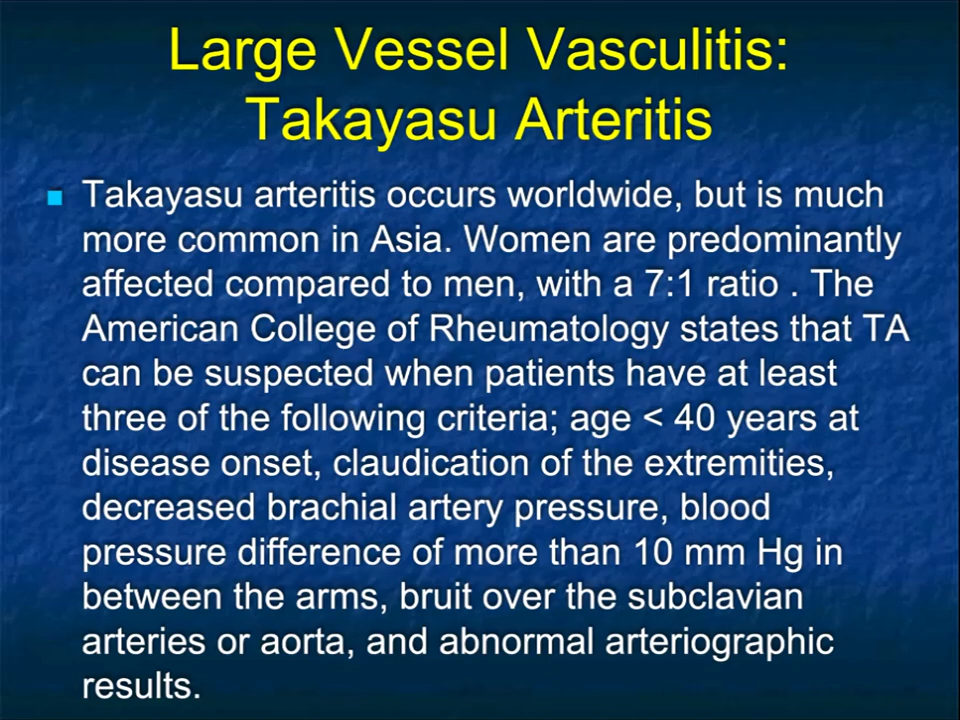 Large Vessel Vasculitis:
Takayasu Arteritis
Takayasu arteritis occurs worldwide, but is much
more common in Asia. Women are predominantly
affected compared to men, with a 7:1 ratio . The
American College of Rheumatology states that TA
can be suspected when patients have at least
three of the following criteria; age < 40 years at
disease onset, claudication of the extremities,
decreased brachial artery pressure, blood
pressure difference of more than 10 mm Hg in
between the arms, bruit over the subclavian
arteries or aorta, and abnormal arteriographic
results.